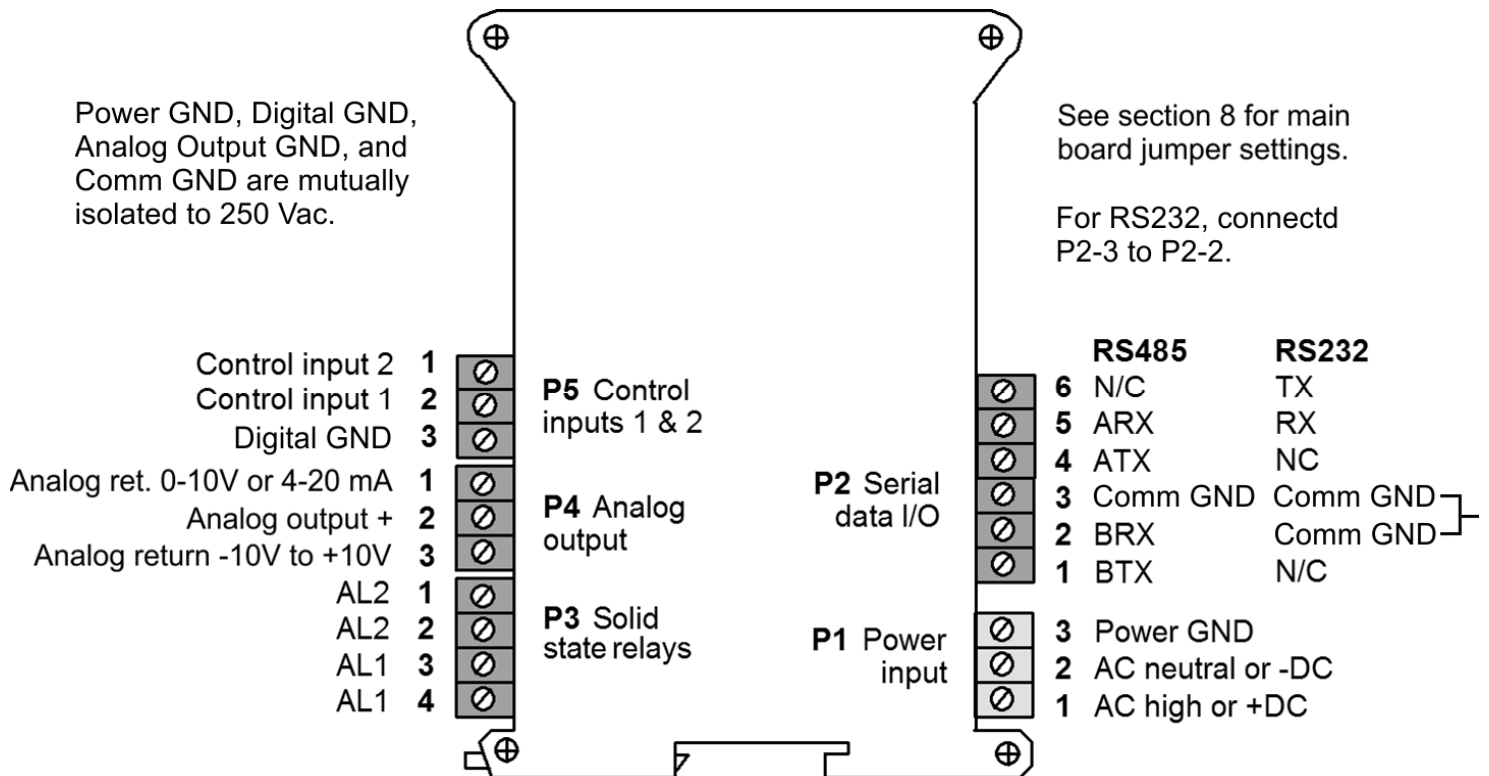 Power GND, Digital GND,
Analog Output GND, and
Comm GND are mutually
isolated to 250 Vac.
See section 8 for main
board jumper settings.
For RS232, connectd
P2-3 to P2-2.
Control input 2 1
Control input 1 2
Digital GND 3
P5 Control
inputs 1 & 2
Analog ret. 0-10V or 4-20 mA 1
Analog output + 2
Analog return -10V to +10V 3
P4 Analog
output
AL2 1
AL2 2
AL1 3
AL1 4
P3 Solid
state relays
P2 Serial
data I/O
RS485 RS232
6 N/C TX
5 ARX RX
4 ATX NC
3 Comm GND Comm GND
2 BRX Comm GND
1 BTX N/C
P1 Power
input
3 Power GND
2 AC neutral or -DC
1 AC high or +DC